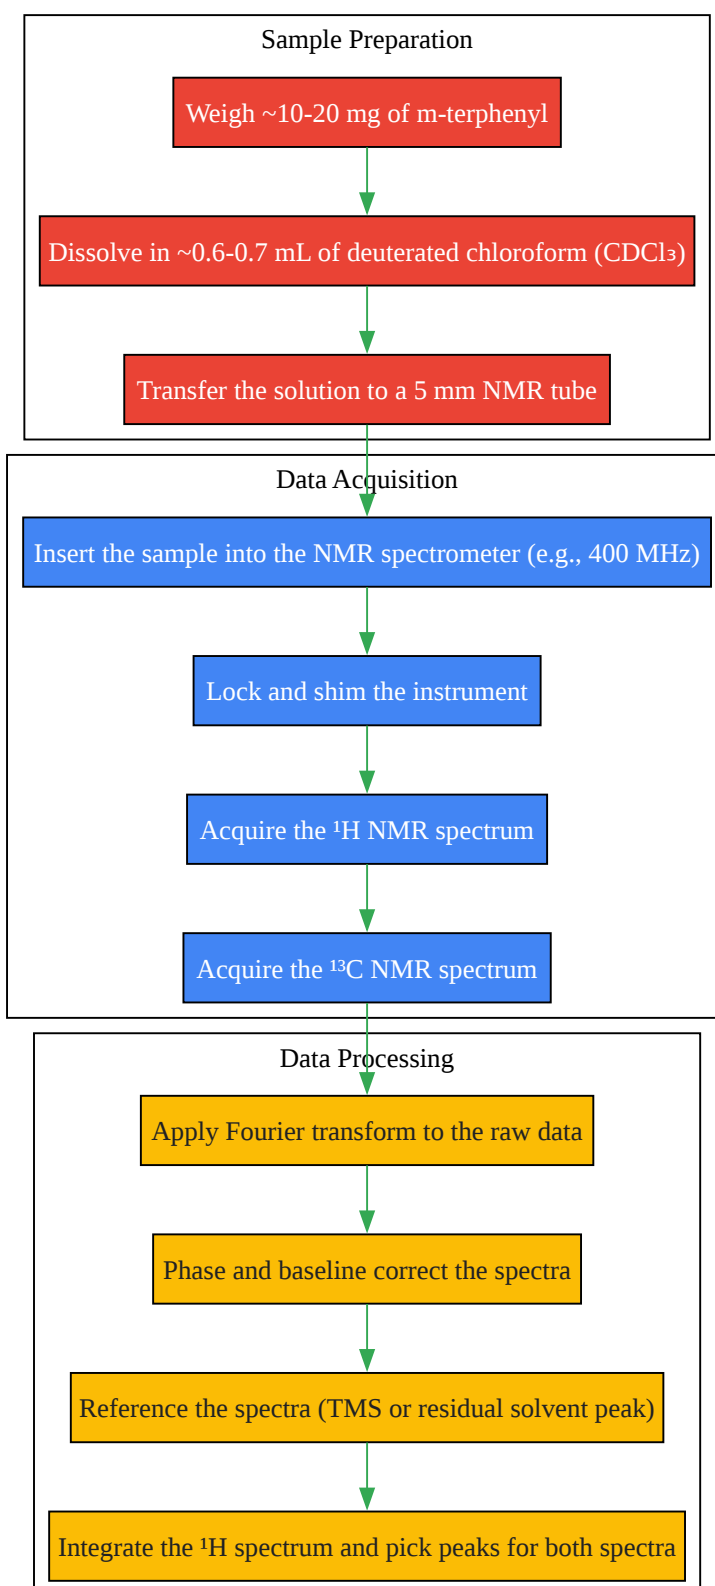 Sample Preparation
Weigh ~10-20 mg of m-terphenyl
Dissolve in ~0.6-0.7 mL of deuterated chloroform (CDCl₃)
Transfer the solution to a 5 mm NMR tube
Data Acquisition
Insert the sample into the NMR spectrometer (e.g., 400 MHz)
Lock and shim the instrument
Acquire the ¹H NMR spectrum
Acquire the ¹³C NMR spectrum
Data Processing
Apply Fourier transform to the raw data
Phase and baseline correct the spectra
Reference the spectra (TMS or residual solvent peak)
Integrate the ¹H spectrum and pick peaks for both spectra